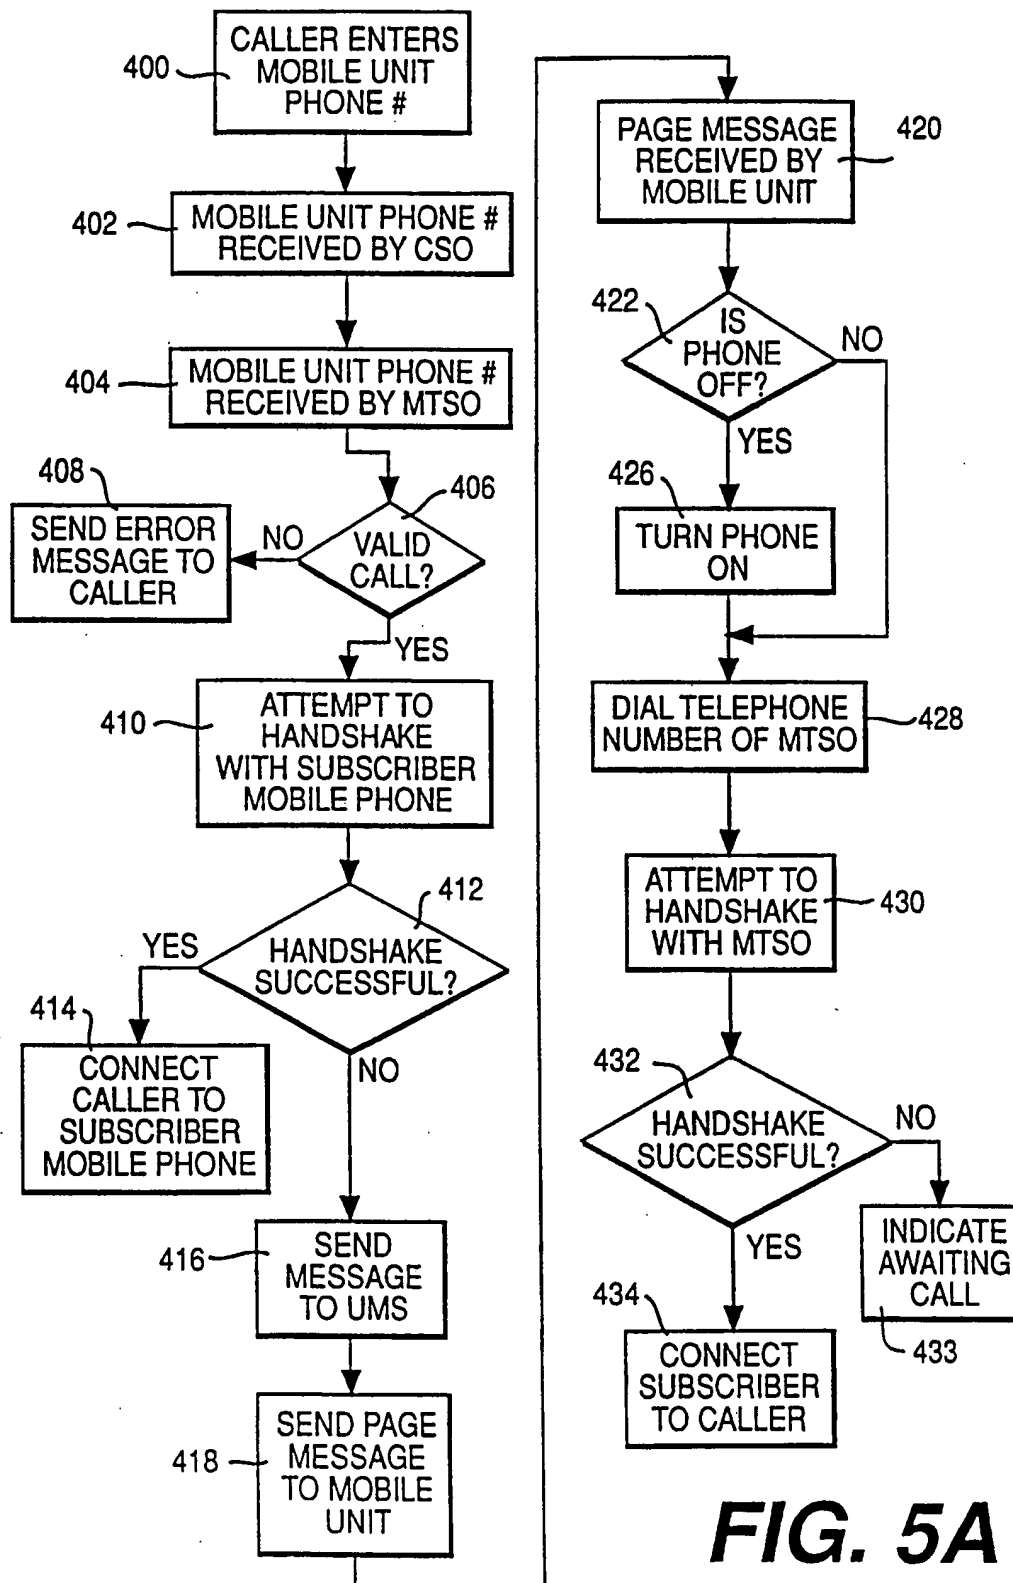 400
CALLER ENTERS
MOBILE UNIT
PHONE #
402
MOBILE UNIT PHONE #
RECEIVED BY CSO
404
MOBILE UNIT PHONE #
RECEIVED BY MTSO
406
VALID
CALL?
NO
408
SEND ERROR
MESSAGE TO
CALLER
YES
410
ATTEMPT TO
HANDSHAKE
WITH SUBSCRIBER
MOBILE PHONE
412
HANDSHAKE
SUCCESSFUL?
YES
414
CONNECT
CALLER TO
SUBSCRIBER
MOBILE PHONE
NO
416
SEND
MESSAGE
TO UMS
418
SEND PAGE
MESSAGE
TO MOBILE
UNIT
420
PAGE MESSAGE
RECEIVED BY
MOBILE UNIT
422
IS
PHONE
OFF?
NO
YES
426
TURN PHONE
ON
428
DIAL TELEPHONE
NUMBER OF MTSO
430
ATTEMPT TO
HANDSHAKE
WITH MTSO
432
HANDSHAKE
SUCCESSFUL?
NO
INDICATE
AWAITING
CALL
433
YES
434
CONNECT
SUBSCRIBER
TO CALLER
FIG. 5A